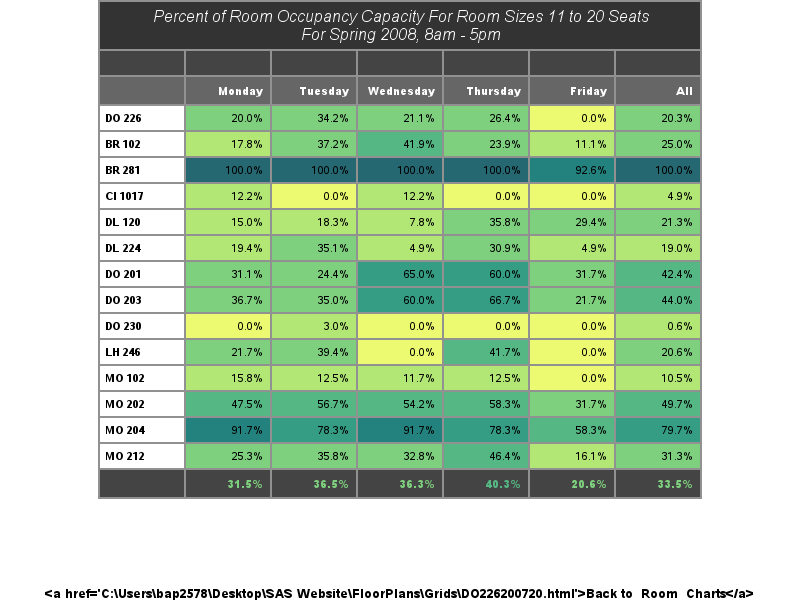 Percent of Room Occupancy Capacity For Room Sizes 11 to 20 Seats
For Spring 2008, 8am - 5pm
Monday Tuesday Wednesday Thursday Friday All
DO 226 20.0% 34.2% 21.1% 26.4% 0.0% 20.3%
BR 102 17.8% 37.2% 41.9% 23.9% 11.1% 25.0%
BR 281 100.0% 100.0% 100.0% 100.0% 92.6% 100.0%
CI 1017 12.2% 0.0% 12.2% 0.0% 0.0% 4.9%
DL 120 15.0% 18.3% 7.8% 35.8% 29.4% 21.3%
DL 224 19.4% 35.1% 4.9% 30.9% 4.9% 19.0%
DO 201 31.1% 24.4% 65.0% 60.0% 31.7% 42.4%
DO 203 36.7% 35.0% 60.0% 66.7% 21.7% 44.0%
DO 230 0.0% 3.0% 0.0% 0.0% 0.0% 0.6%
LH 246 21.7% 39.4% 0.0% 41.7% 0.0% 20.6%
MO 102 15.8% 12.5% 11.7% 12.5% 0.0% 10.5%
MO 202 47.5% 56.7% 54.2% 58.3% 31.7% 49.7%
MO 204 91.7% 78.3% 91.7% 78.3% 58.3% 79.7%
MO 212 25.3% 35.8% 32.8% 46.4% 16.1% 31.3%
31.5% 36.5% 36.3% 40.3% 20.6% 33.5%
<a href='C:\Users\bap2578\Desktop\SAS Website\FloorPlans\Grids\DO226200720.html'>Back to Room Charts</a>